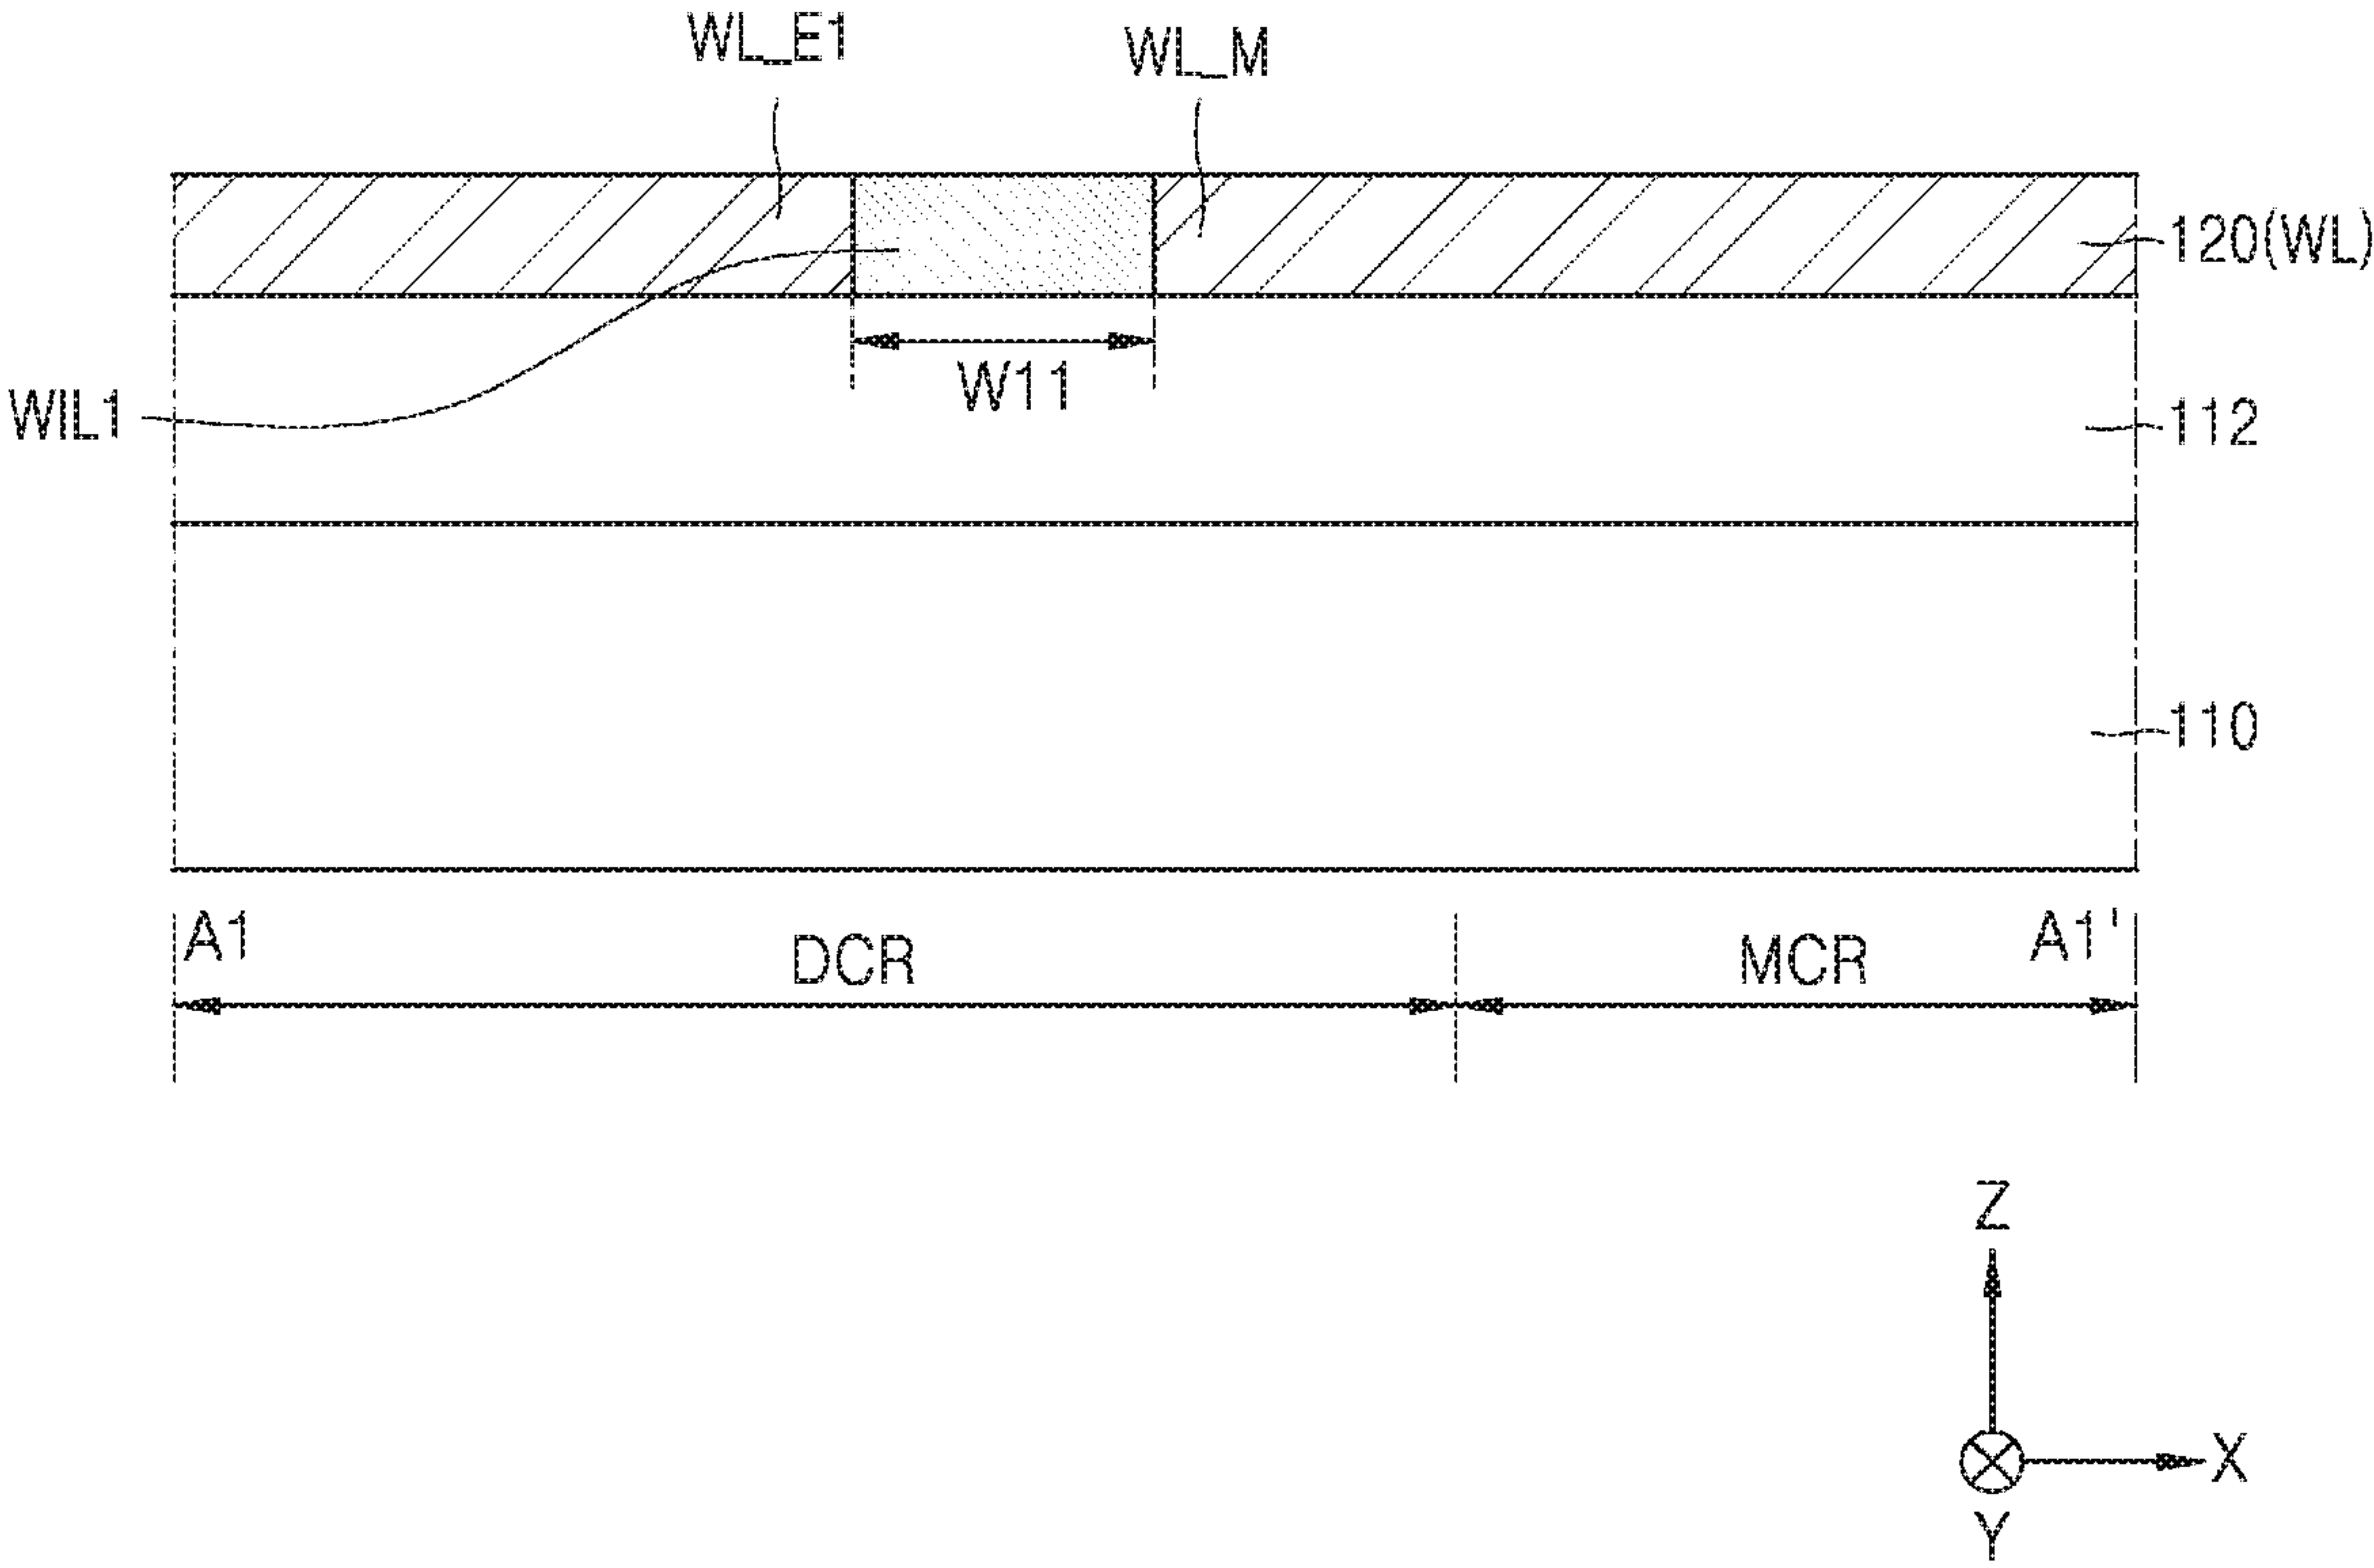 WL_E1
WL_M
120(WL)
W11
WIL1
112
110
A1
DCR
MCR
A1'
Z
X
Y